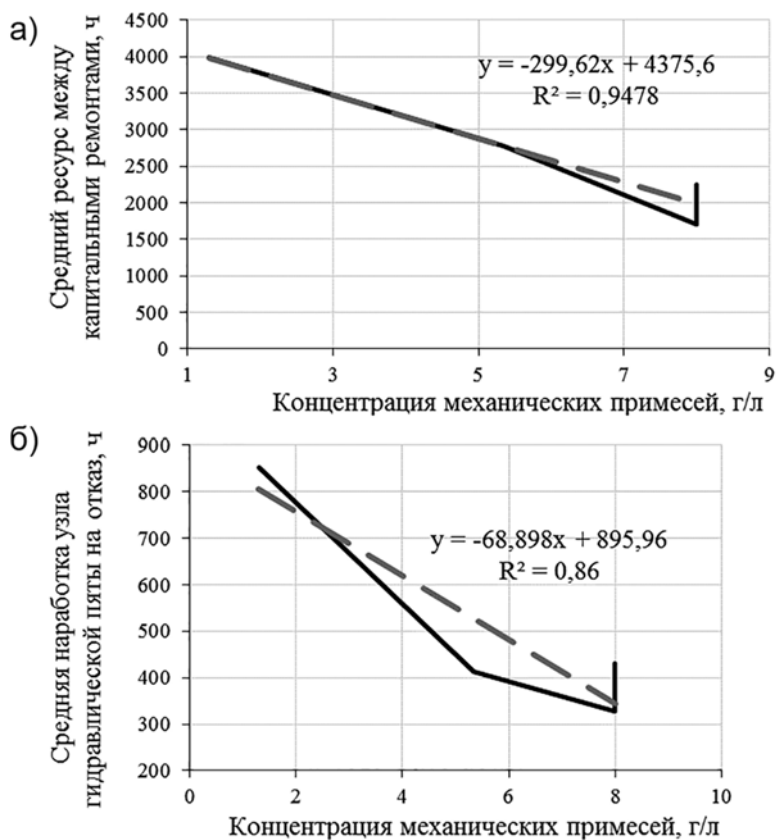 а)
Средний ресурс между
капитальными ремонтами, ч
4500
4000
3500
3000
2500
2000
1500
1000
500
0
y = -299,62x + 4375,6
R² = 0,9478
1 3 5 7 9
Концентрация механических примесей, г/л
б)
Средняя наработка узла
гидравлической пяты на отказ, ч
900
800
700
600
500
400
300
200
y = -68,898x + 895,96
R² = 0,86
0 2 4 6 8 10
Концентрация механических примесей, г/л